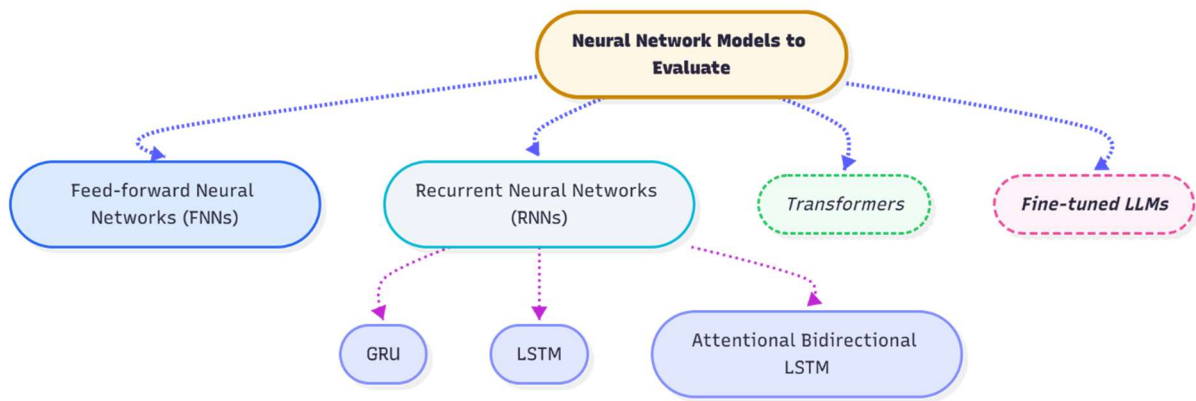 Neural Network Models to
Evaluate
Feed-forward Neural
Networks (FNNs)
Recurrent Neural Networks
(RNNs)
Transformers
Fine-tuned LLMs
GRU
LSTM
Attentional Bidirectional
LSTM